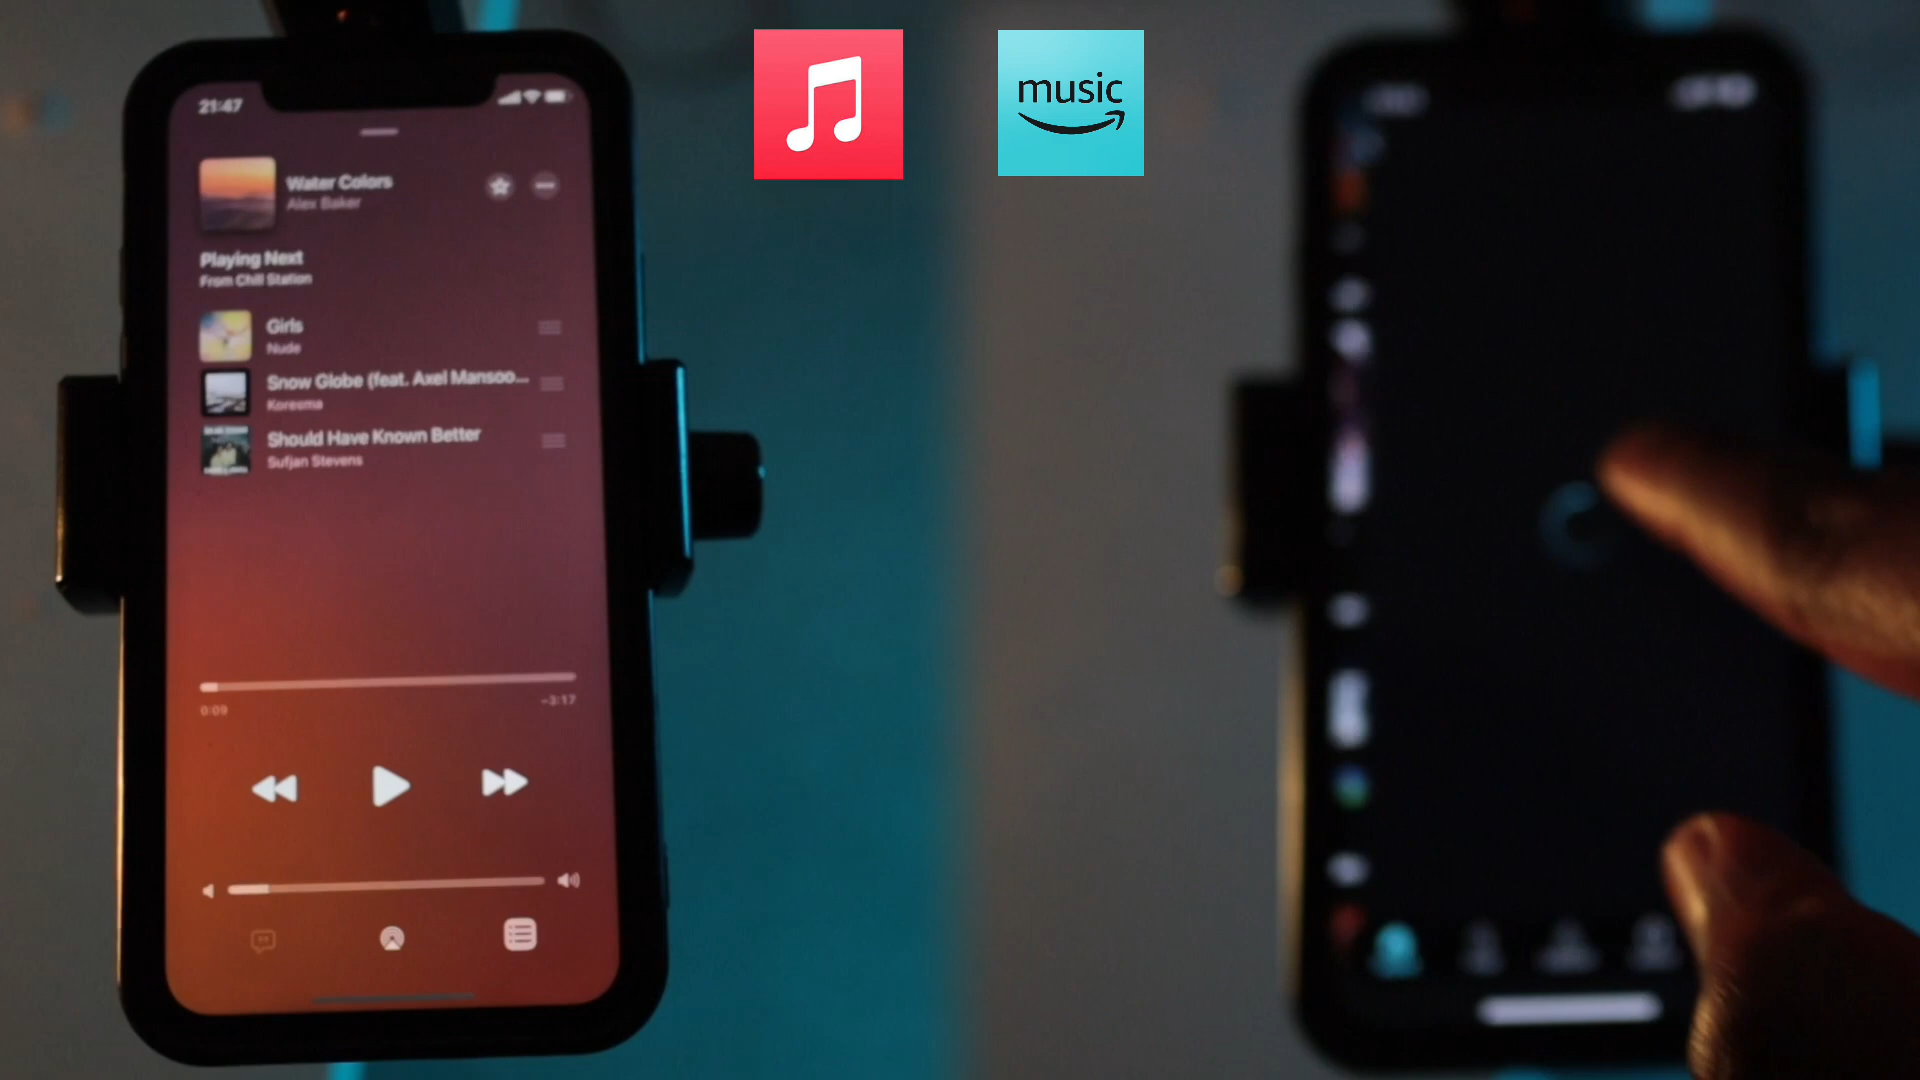 21:47
Water Colors
Alex Baker
Playing Next
From Chill Station
Girls
Nude
Snow Globe (feat. Axel Mansoo...
Koresma
Should Have Known Better
Sufjan Stevens
0:09
-3:17
music